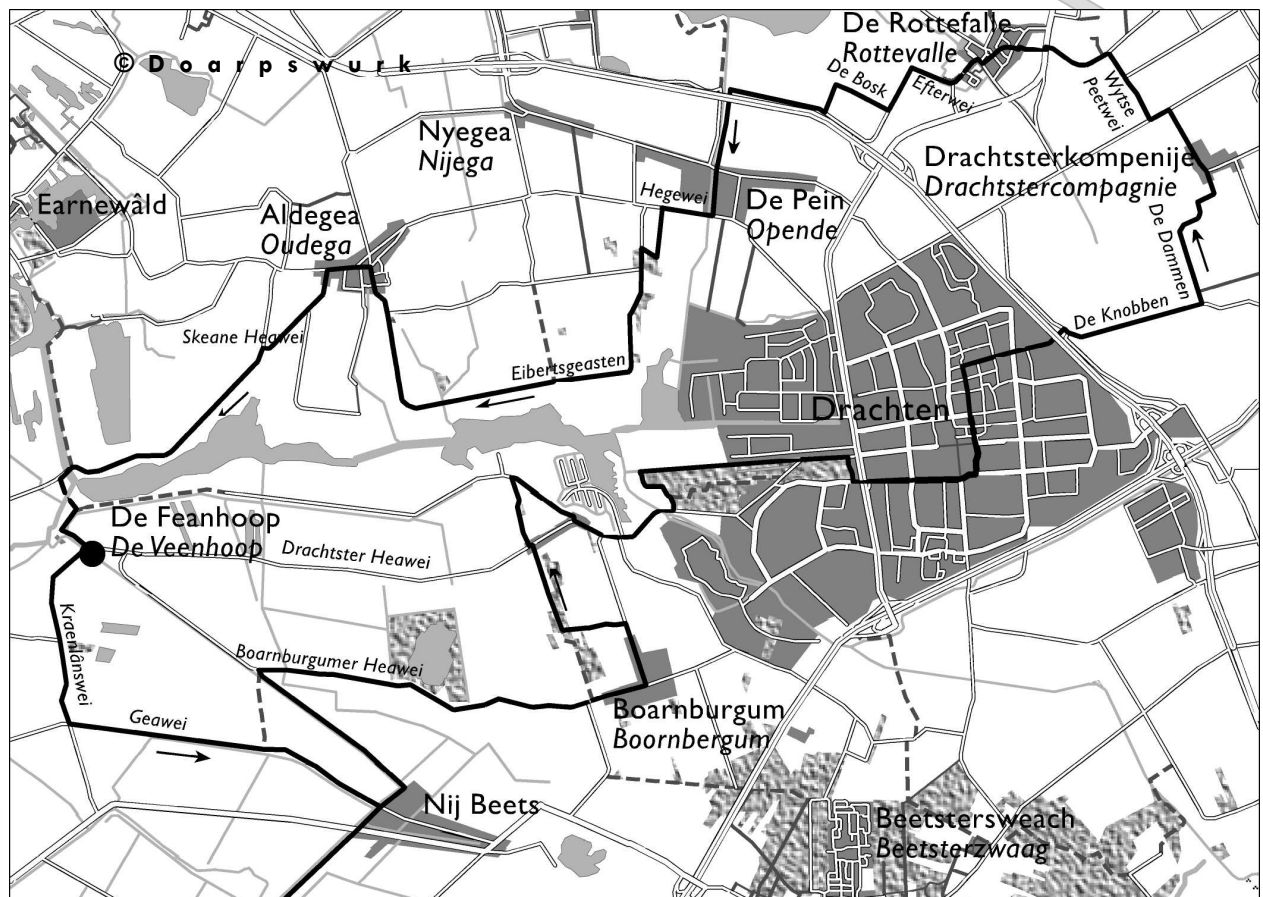 De Rottefalle
Rottevalle
© Doarpswurk
De Bosk
Efterwei
Wytse
Peetwei
Nyegea
Nijega
Drachtsterkompenije
Drachtstercompagnie
Earnewâld
Hegewei
De Pein
Opende
Aldegea
Oudega
De Dammen
De Knobben
Skeane Heawei
Eibertsgeasten
Drachten
De Feanhoop
De Veenhoop
Drachtster Heawei
Kraenlânswei
Boarnburgumer Heawei
Geawei
Boarnburgum
Boornbergum
Nij Beets
Beetstersweach
Beetsterzwaag